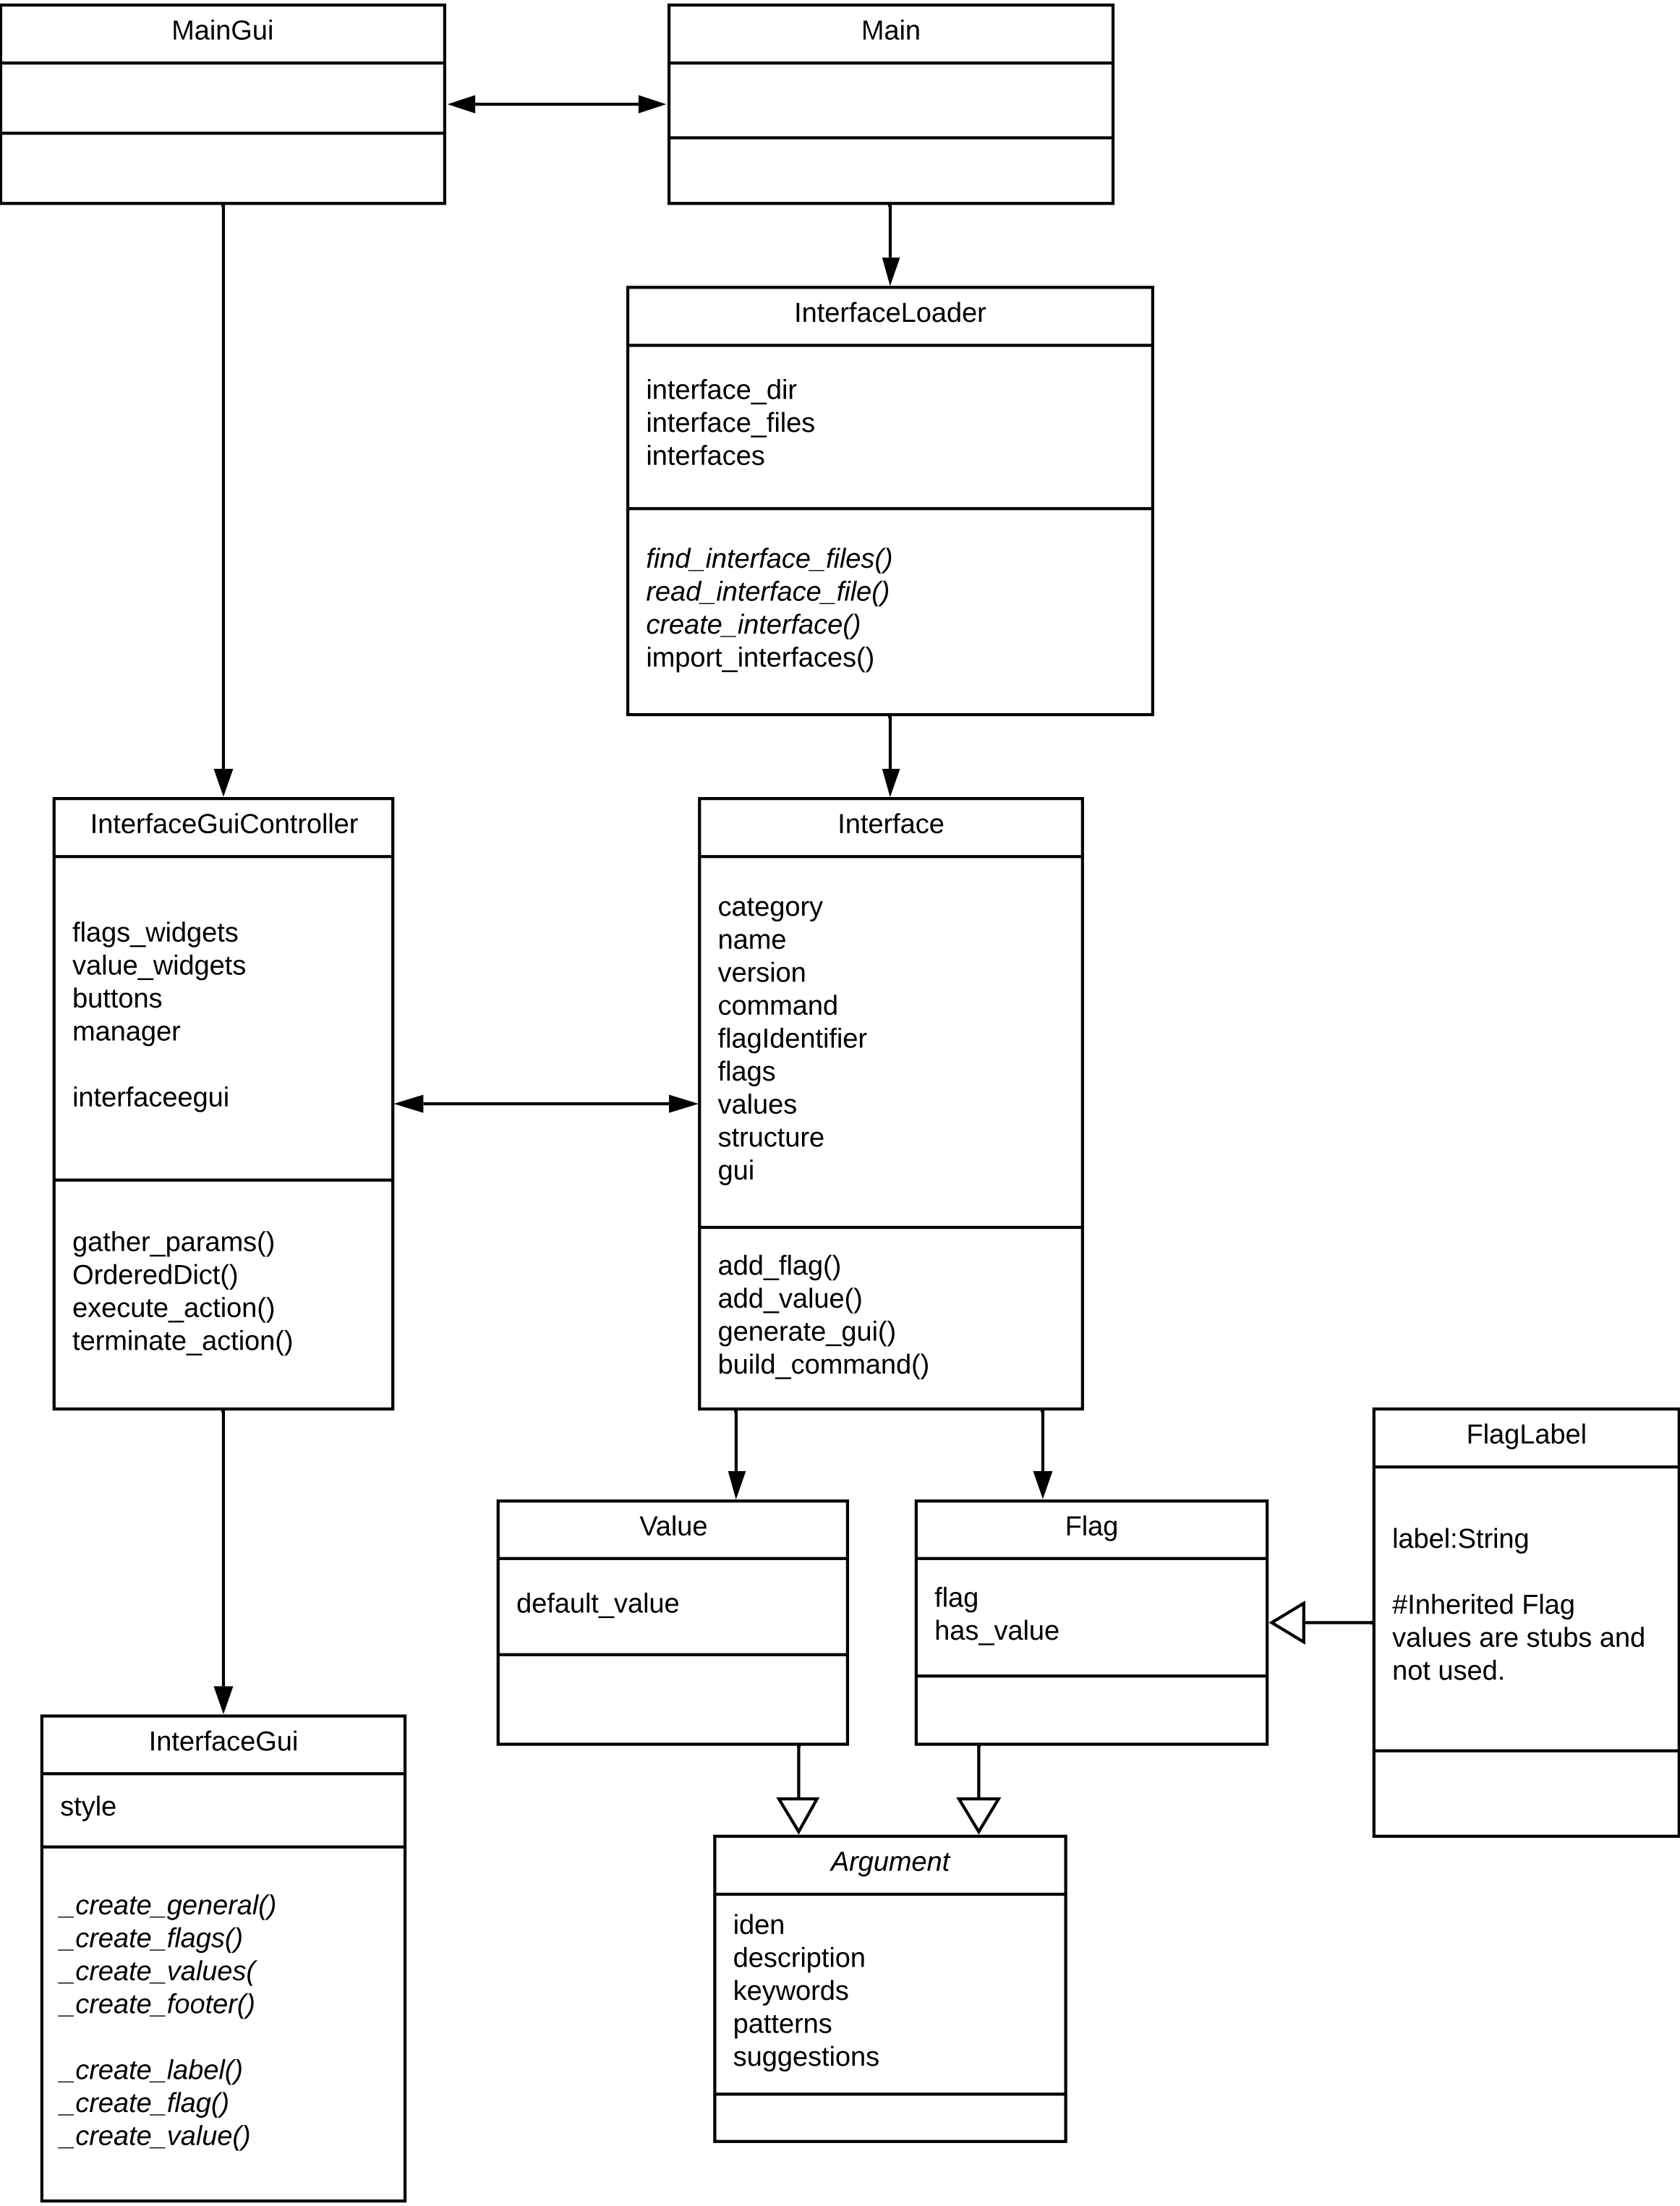 MainGui
Main
InterfaceLoader
interface_dir
interface_files
interfaces
find_interface_files()
read_interface_file()
create_interface()
import_interfaces()
InterfaceGuiController
flags_widgets
value_widgets
buttons
manager
interfaceegui
gather_params()
OrderedDict()
execute_action()
terminate_action()
Interface
category
name
version
command
flagIdentifier
flags
values
structure
gui
add_flag()
add_value()
generate_gui()
build_command()
FlagLabel
label:String
#Inherited Flag
values are stubs and
not used.
Value
default_value
Flag
flag
has_value
InterfaceGui
style
_create_general()
_create_flags()
_create_values(
_create_footer()
_create_label()
_create_flag()
_create_value()
Argument
iden
description
keywords
patterns
suggestions